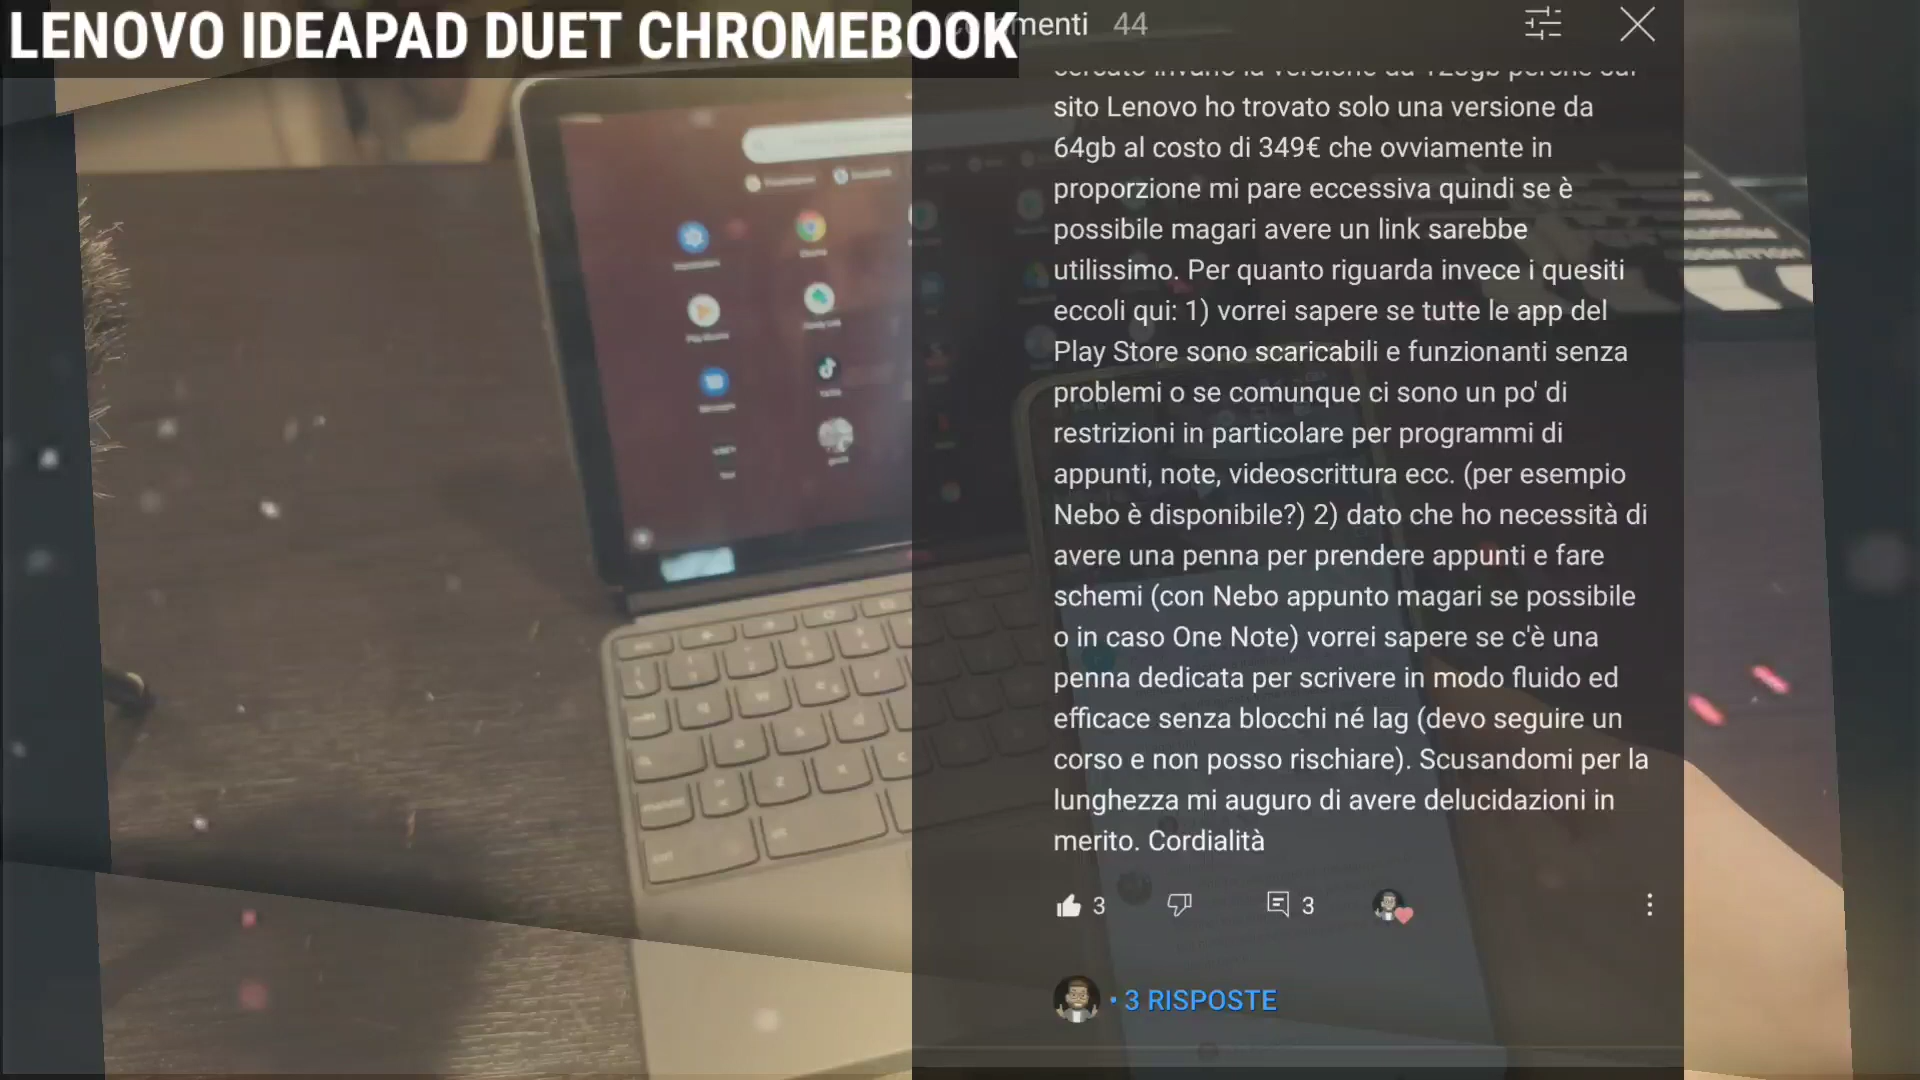 LENOVO IDEAPAD DUET CHROMEBOOK
44
sito Lenovo ho trovato solo una versione da
64gb al costo di 349€ che ovviamente in
proporzione mi pare eccessiva quindi se è
possibile magari avere un link sarebbe
utilissimo. Per quanto riguarda invece i quesiti
eccoli qui: 1) vorrei sapere se tutte le app del
Play Store sono scaricabili e funzionanti senza
problemi o se comunque ci sono un po' di
restrizioni in particolare per programmi di
appunti, note, videoscrittura ecc. (per esempio
Nebo è disponibile?) 2) dato che ho necessità di
avere una penna per prendere appunti e fare
schemi (con Nebo appunto magari se possibile
o in caso One Note) vorrei sapere se c'è una
penna dedicata per scrivere in modo fluido ed
efficace senza blocchi né lag (devo seguire un
corso e non posso rischiare). Scusandomi per la
lunghezza mi auguro di avere delucidazioni in
merito. Cordialità
3 3
• 3 RISPOSTE